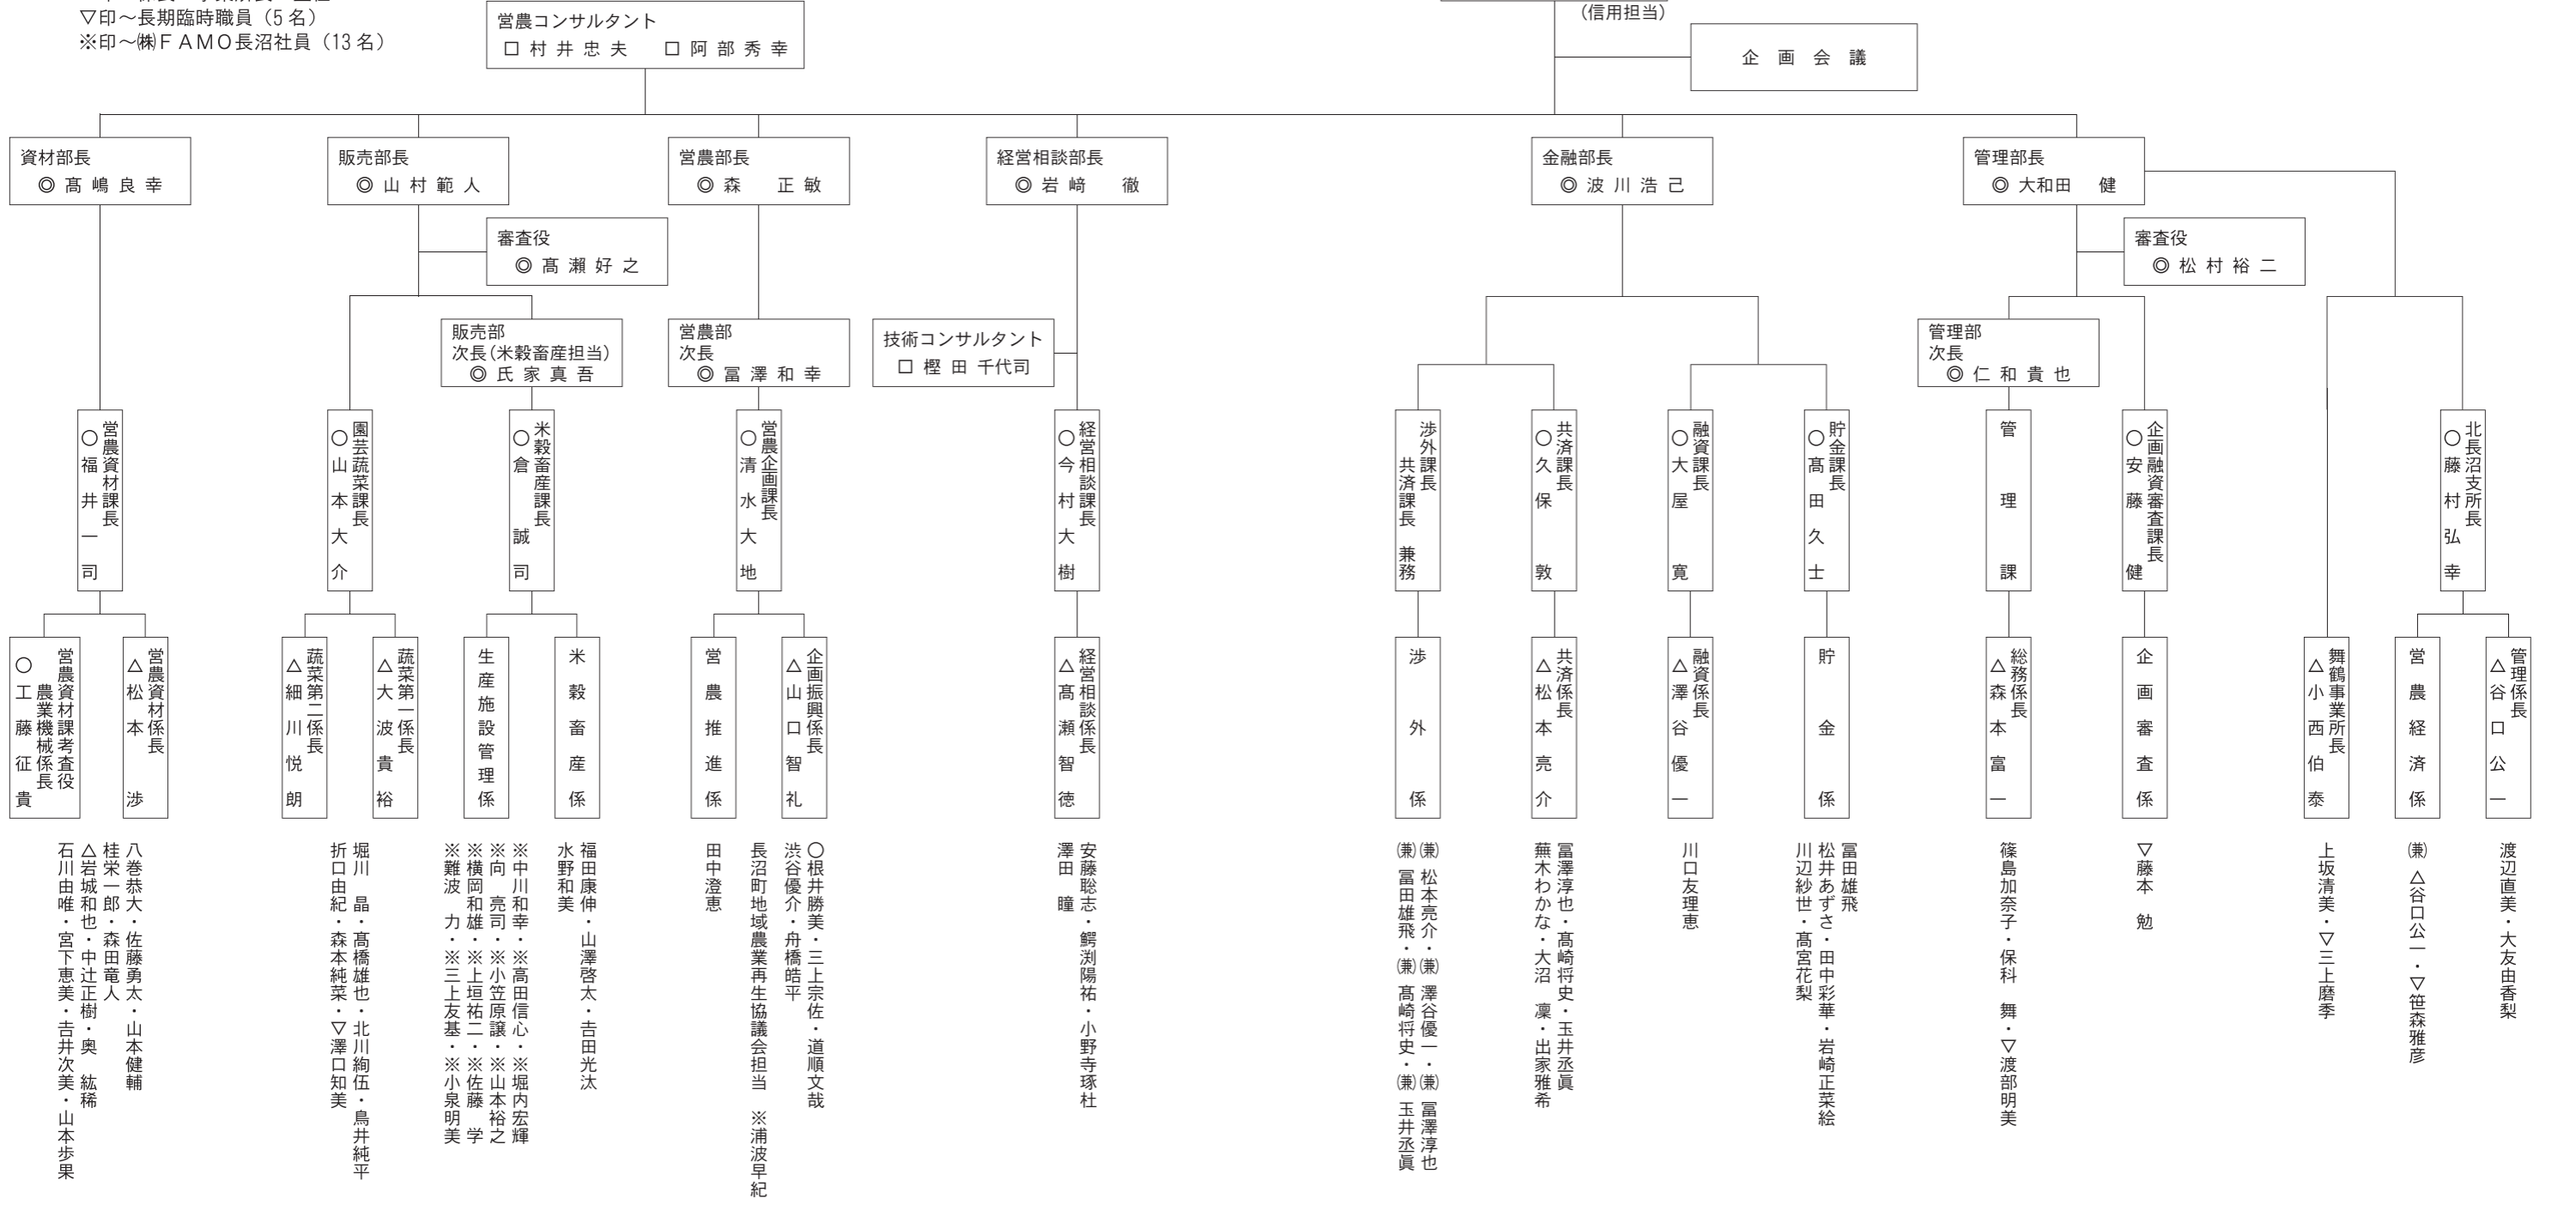 ▽印～長期臨時職員（5名）
※印～㈱ＦＡＭＯ長沼社員（13名）
営農コンサルタント
□ 村井忠夫　□ 阿部秀幸
（信用担当）
企画会議
資材部長
◎ 髙嶋良幸
販売部長
◎ 山村範人
営農部長
◎ 森　正敏
経営相談部長
◎ 岩﨑　徹
金融部長
◎ 波川浩己
管理部長
◎ 大和田　健
審査役
◎ 髙瀨好之
審査役
◎ 松村裕二
販売部
次長（米穀畜産担当）
◎ 氏家真吾
営農部
次長
◎ 冨澤和幸
技術コンサルタント
□ 樫田千代司
管理部
次長
◎ 仁和貴也
営農資材課長
○福井一司
園芸蔬菜課長
○山本大介
米穀畜産課長
○倉　誠司
営農企画課長
○清水大地
経営相談課長
○今村大樹
渉外課長
共済課長　兼務
共済課長
○久保　敦
融資課長
○大屋　寛
貯金課長
○髙田久士
管理課
企画融資審査課長
○安藤　健
北長沼支所長
○藤村弘幸
営農資材課考査役
農業機械係長
○工藤征貴
営農資材係長
△松本　渉
蔬菜第二係長
△細川悦朗
蔬菜第一係長
△大波貴裕
生産施設管理係
米穀畜産係
営農推進係
企画振興係長
△山口智礼
経営相談係長
△髙瀬智徳
渉外係
共済係長
△松本亮介
融資係長
△澤谷優一
貯金係
総務係長
△森本富一
企画審査係
舞鶴事業所長
△小西伯泰
営農経済係
管理係長
△谷口公一
八巻恭大・佐藤勇太・山本健輔
桂栄一郎・森田竜人
△岩城和也・中辻正樹・奥　紘稀
石川由唯・宮下恵美・吉井次美・山本歩果
堀川　晶・髙橋雄也・北川絢伍・鳥井純平
折口由紀・森本純菜・▽澤口知美
※中川和幸・※高田信心・※堀内宏輝
※向　亮司・※小笠原譲・※山本裕之
※横岡和雄・※上垣祐二・※佐藤　学
※難波　力・※三上友基・※小泉明美
福田康伸・山澤啓太・吉田光汰
水野和美
田中澄恵
○根井勝美・三上宗佐・道順文哉
渋谷優介・舟橋皓平
長沼町地域農業再生協議会担当　※浦波早紀
安藤聡志・鰐渕陽祐・小野寺琢杜
澤田　瞳
㈱兼 松本亮介・㈱兼 澤谷優一・㈱兼 冨澤淳也
㈱兼 冨田雄飛・㈱兼 髙崎将史・㈱兼 玉井丞眞
冨澤淳也・髙崎将史・玉井丞眞
蕪木わかな・大沼　凜・出家雅希
川口友理恵
冨田雄飛
松井あずさ・田中彩華・岩崎正菜絵
川辺紗世・髙宮花梨
篠島加奈子・保科　舞・▽渡部明美
▽藤本　勉
上坂清美・▽三上磨季
(兼) △谷口公一・▽笹森雅彦
渡辺直美・大友由香梨